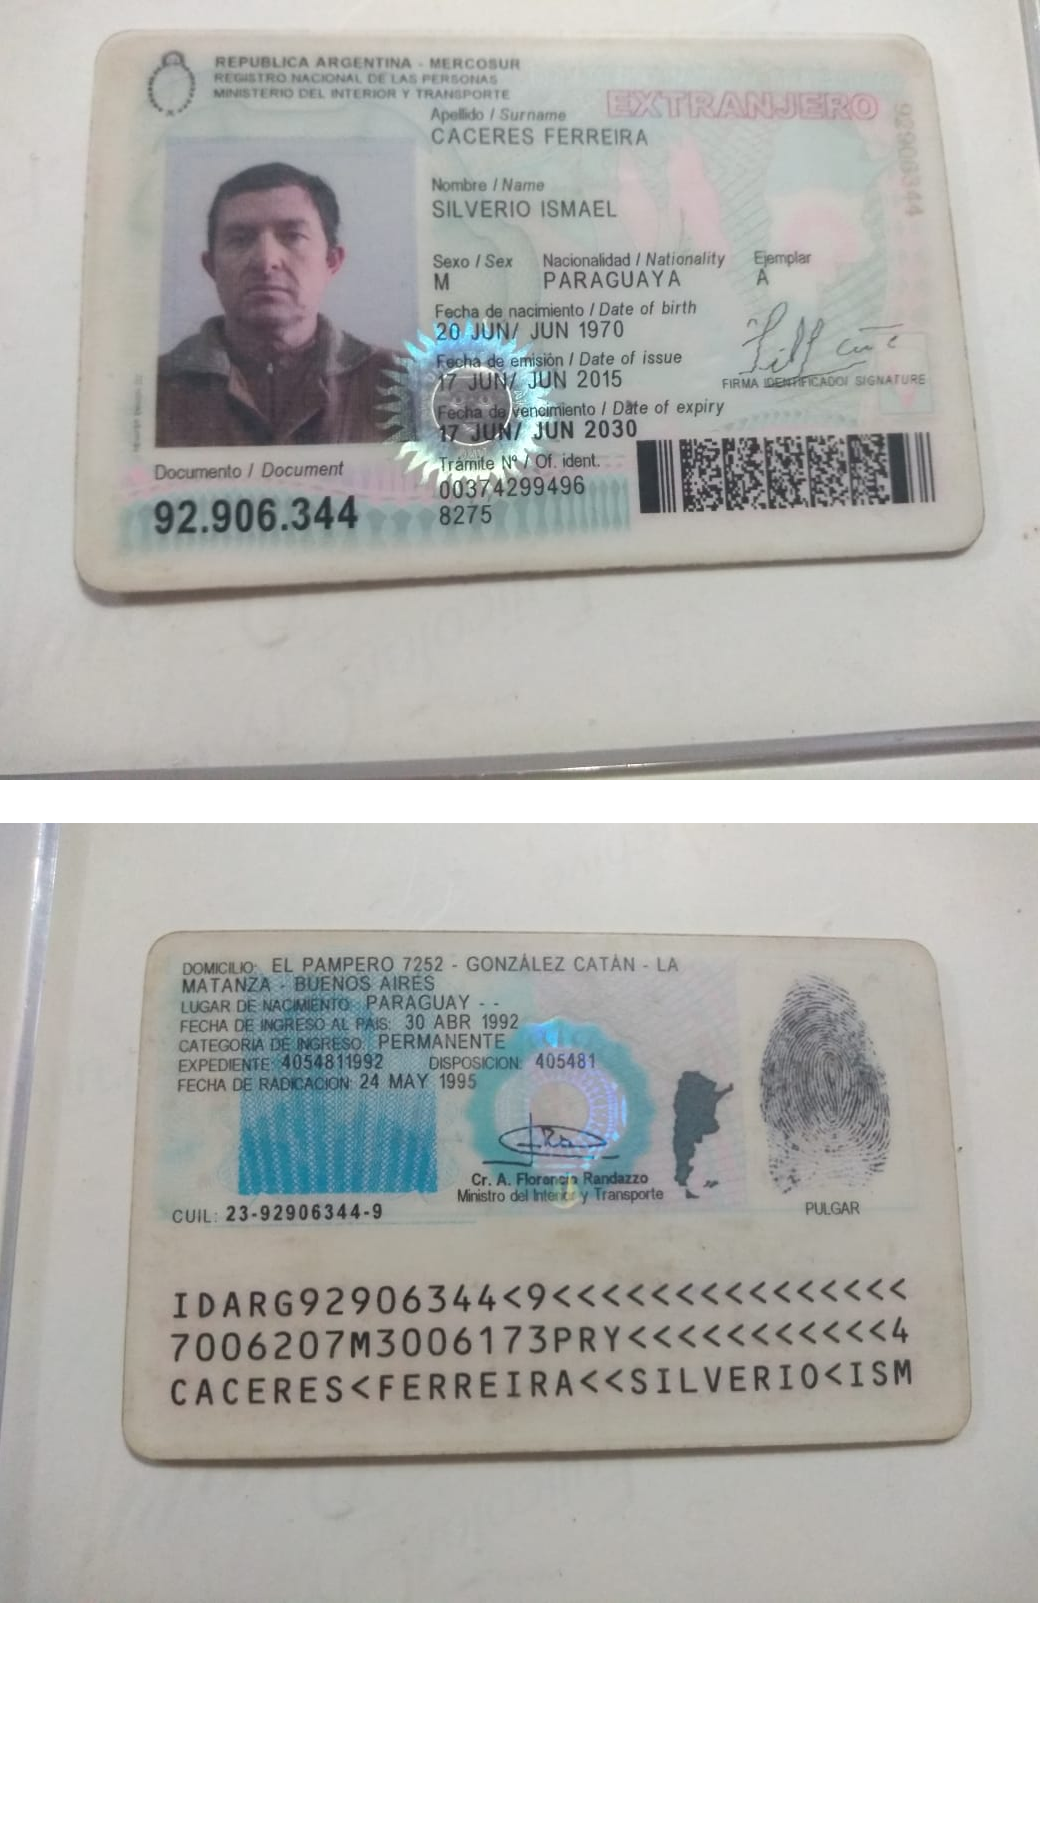 REPUBLICA ARGENTINA - MERCOSUR
REGISTRO NACIONAL DE LAS PERSONAS
MINISTERIO DEL INTERIOR Y TRANSPORTE
EXTRANJERO
92906344
Apellido / Surname
CACERES FERREIRA
Nombre / Name
SILVERIO ISMAEL
Sexo / Sex Nacionalidad / Nationality Ejemplar
M PARAGUAYA A
Fecha de nacimiento / Date of birth
20 JUN/ JUN 1970
Fecha de emisión / Date of issue
17 JUN/ JUN 2015
FIRMA IDENTIFICADO/ SIGNATURE
Fecha de vencimiento / Date of expiry
17 JUN/ JUN 2030
Trámite Nº / Of. ident.
00374299496
8275
Documento / Document
92.906.344
DOMICILIO: EL PAMPERO 7252 - GONZÁLEZ CATÁN - LA
MATANZA - BUENOS AIRES
LUGAR DE NACIMIENTO: PARAGUAY - -
FECHA DE INGRESO AL PAIS: 30 ABR 1992
CATEGORIA DE INGRESO: PERMANENTE
EXPEDIENTE: 4054811992 DISPOSICION: 405481
FECHA DE RADICACION: 24 MAY 1995
Cr. A. Florencio Randazzo
Ministro del Interior y Transporte
PULGAR
CUIL: 23-92906344-9
IDARG92906344<9<<<<<<<<<<<<<<<
7006207M3006173PRY<<<<<<<<<<<4
CACERES<FERREIRA<<SILVERIO<ISM